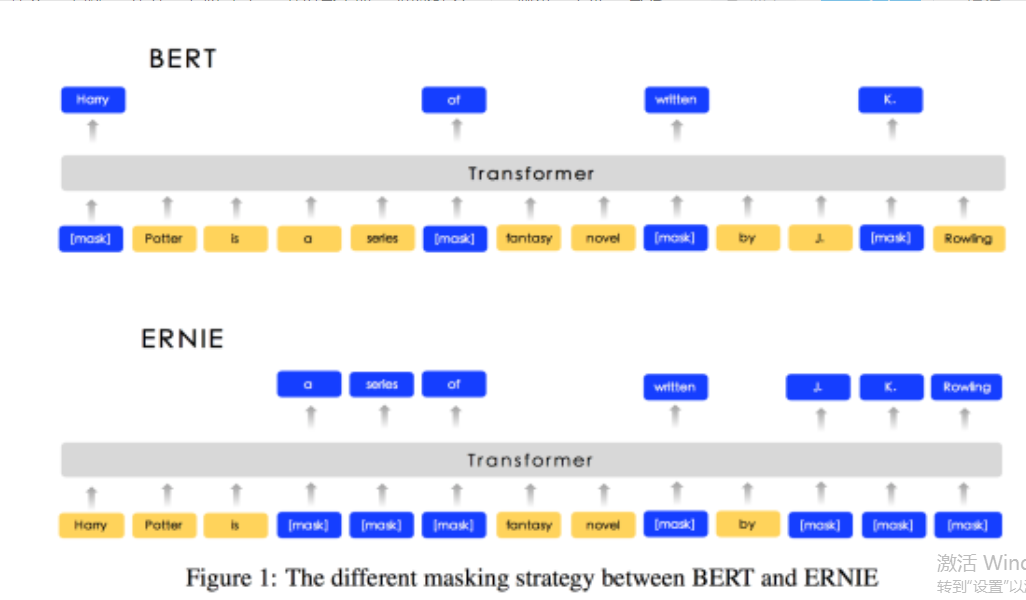 BERT
Harry of written K.
Transformer
[mask] Potter is a series [mask] fantasy novel [mask] by J. [mask] Rowling
ERNIE
a series of written J. K. Rowling
Transformer
Harry Potter is [mask] [mask] [mask] fantasy novel [mask] by [mask] [mask] [mask]
Figure 1: The different masking strategy between BERT and ERNIE
激活 Wind
转到"设置"以